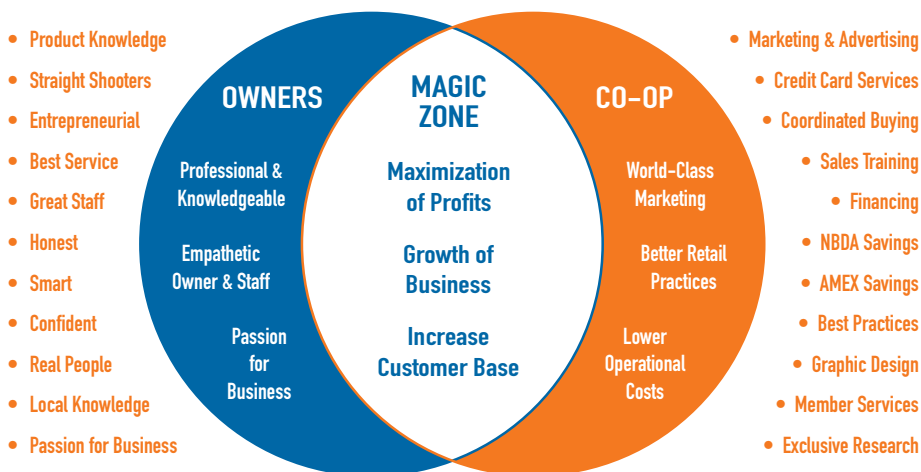 • Product Knowledge
• Straight Shooters
• Entrepreneurial
• Best Service
• Great Staff
• Honest
• Smart
• Confident
• Real People
• Local Knowledge
• Passion for Business
OWNERS
Professional &
Knowledgeable
Empathetic
Owner & Staff
Passion
for
Business
MAGIC
ZONE
Maximization
of Profits
Growth of
Business
Increase
Customer Base
CO-OP
World-Class
Marketing
Better Retail
Practices
Lower
Operational
Costs
• Marketing & Advertising
• Credit Card Services
• Coordinated Buying
• Sales Training
• Financing
• NBDA Savings
• AMEX Savings
• Best Practices
• Graphic Design
• Member Services
• Exclusive Research